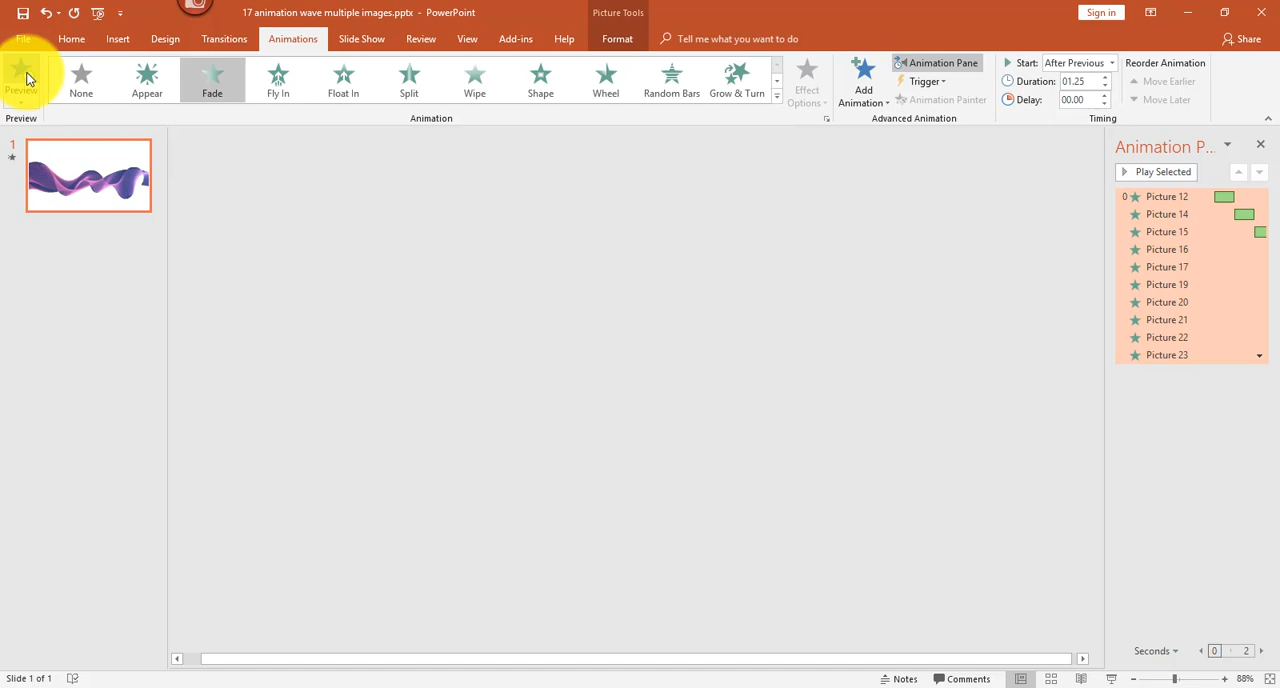 17 animation wave multiple images.pptx - PowerPoint
Picture Tools
Sign in
File Home Insert Design Transitions Animations Slide Show Review View Add-ins Help Format Tell me what you want to do Share
Preview
None Appear Fade Fly In Float In Split Wipe Shape Wheel Random Bars Grow & Turn
Effect Options
Add Animation
Animation Pane
Trigger
Animation Painter
Start: After Previous
Duration: 01.25
Delay: 00.00
Reorder Animation
Move Earlier
Move Later
Preview Animation Advanced Animation Timing
1
Animation P...
Play Selected
0 Picture 12
Picture 14
Picture 15
Picture 16
Picture 17
Picture 19
Picture 20
Picture 21
Picture 22
Picture 23
Seconds 0 2
Slide 1 of 1 Notes Comments 88%